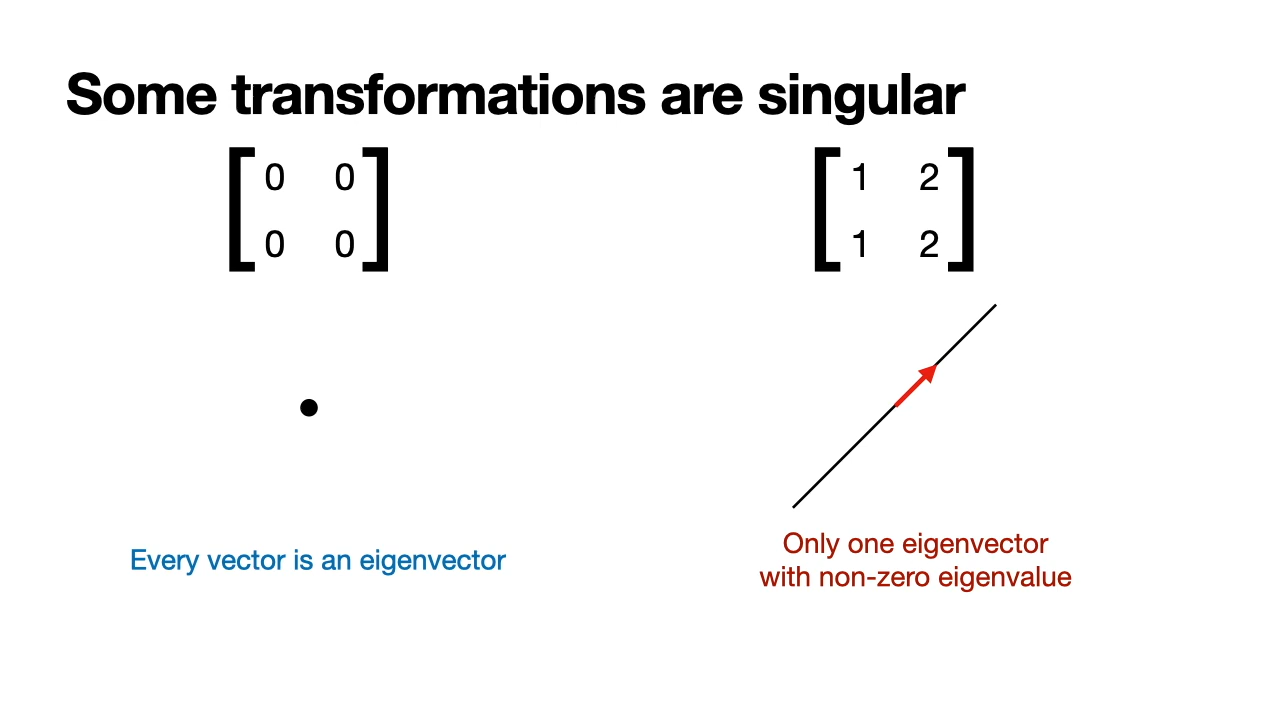 Some transformations are singular
0 0
0 0
1 2
1 2
Every vector is an eigenvector
Only one eigenvector
with non-zero eigenvalue